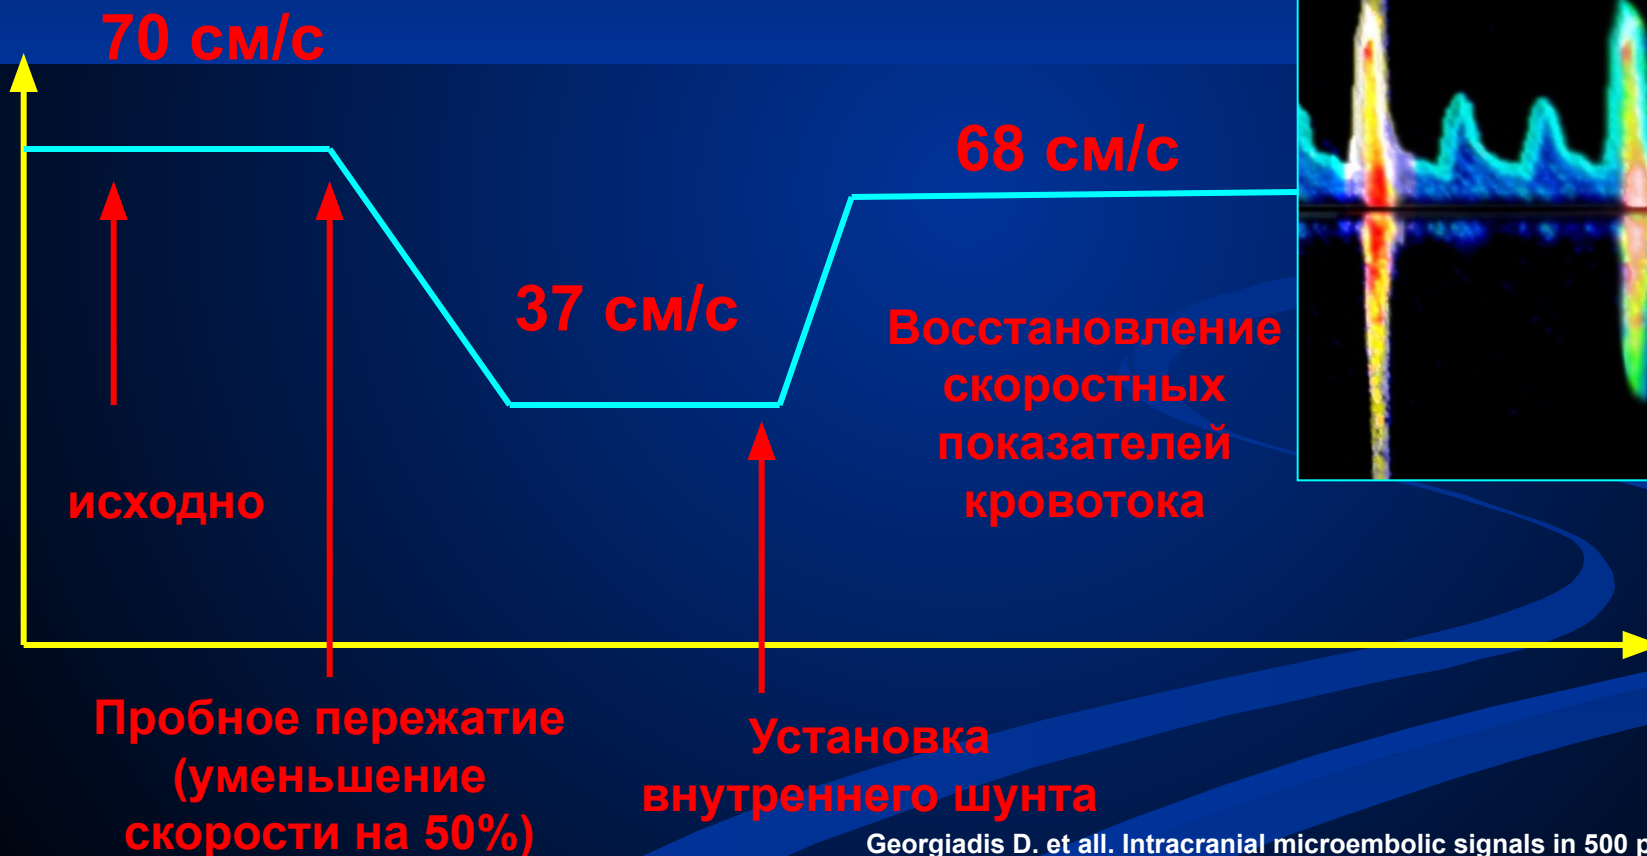 70 см/с
68 см/с
37 см/с
Восстановление
скоростных
показателей
кровотока
исходно
Пробное пережатие
(уменьшение
скорости на 50%)
Установка
внутреннего шунта
Georgiadis D. et all. Intracranial microembolic signals in 500 p